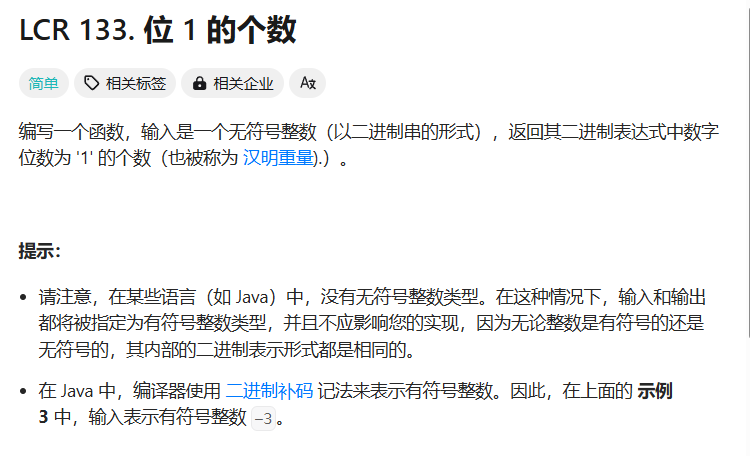 LCR 133. 位 1 的个数
简单 相关标签 相关企业 A文
编写一个函数，输入是一个无符号整数（以二进制串的形式），返回其二进制表达式中数字
位数为 '1' 的个数（也被称为 汉明重量).）。
提示：
• 请注意，在某些语言（如 Java）中，没有无符号整数类型。在这种情况下，输入和输出
都将被指定为有符号整数类型，并且不应影响您的实现，因为无论整数是有符号的还是
无符号的，其内部的二进制表示形式都是相同的。
• 在 Java 中，编译器使用 二进制补码 记法来表示有符号整数。因此，在上面的 示例
3 中，输入表示有符号整数 -3。